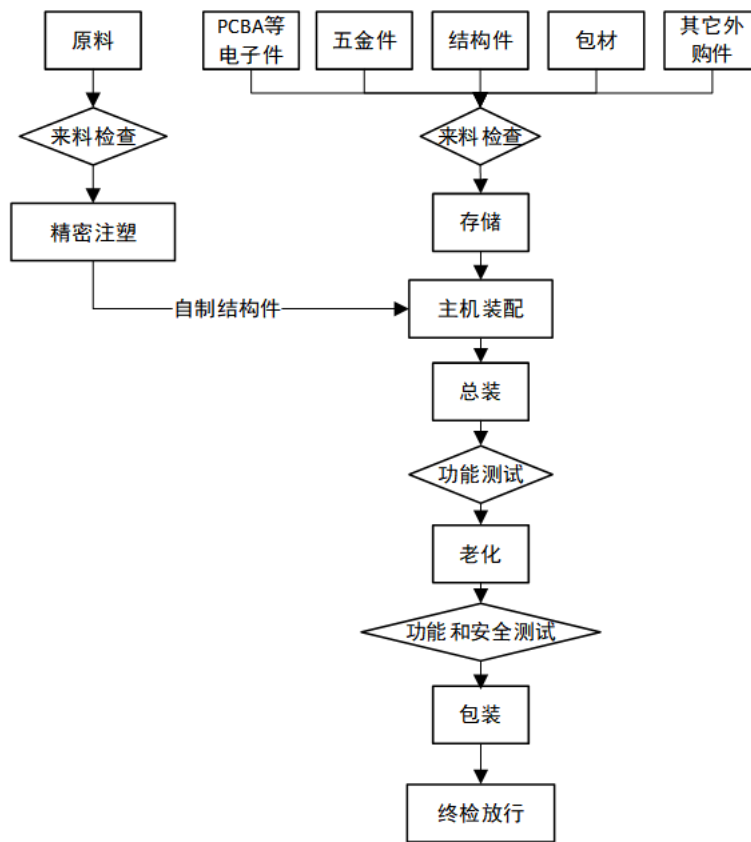 原料
PCBA等
电子件
五金件
结构件
包材
其它外
购件
来料检查
来料检查
精密注塑
存储
自制结构件
主机装配
总装
功能测试
老化
功能和安全测试
包装
终检放行